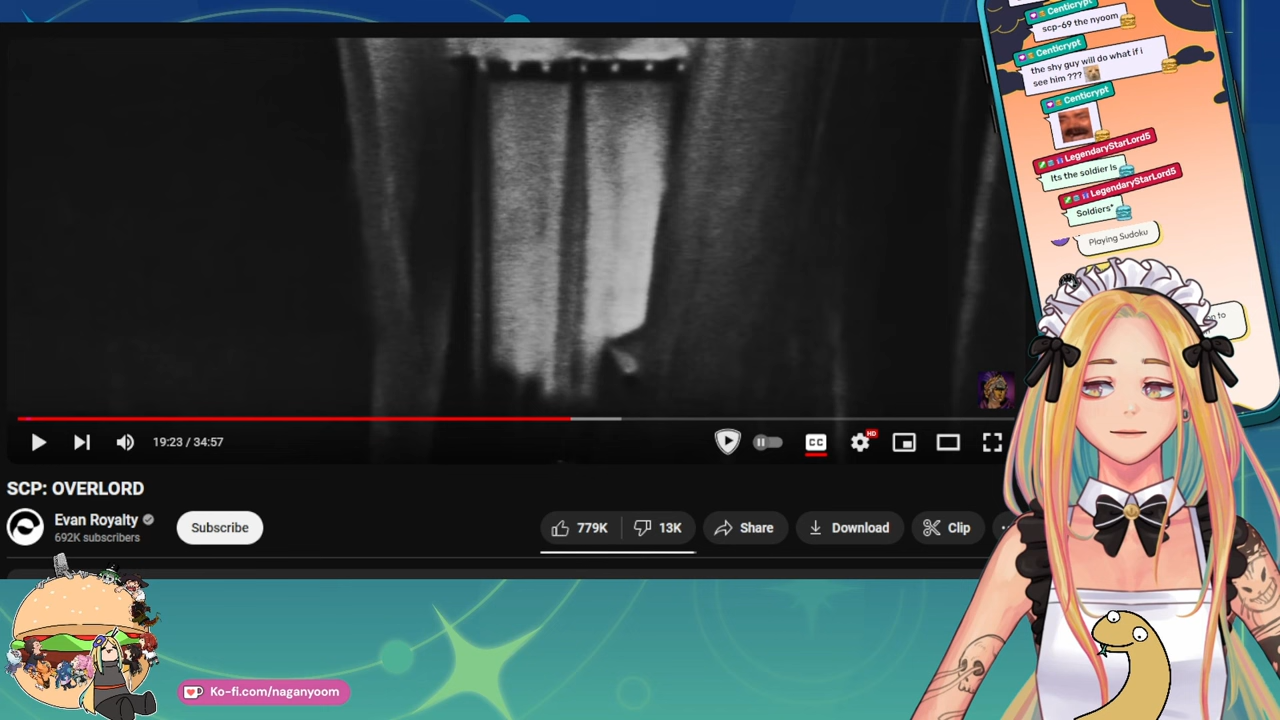 Centicrypt
scp-69 the nyoom
Centicrypt
the shy guy will do what if i
see him ???
Centicrypt
LegendaryStarLord5
Its the soldier is
LegendaryStarLord5
Soldiers*
Playing Sudoku
19:23 / 34:57
CC
HD
SCP: OVERLORD
Evan Royalty
692K subscribers
Subscribe
779K
13K
Share
Download
Clip
Ko-fi.com/naganyoom